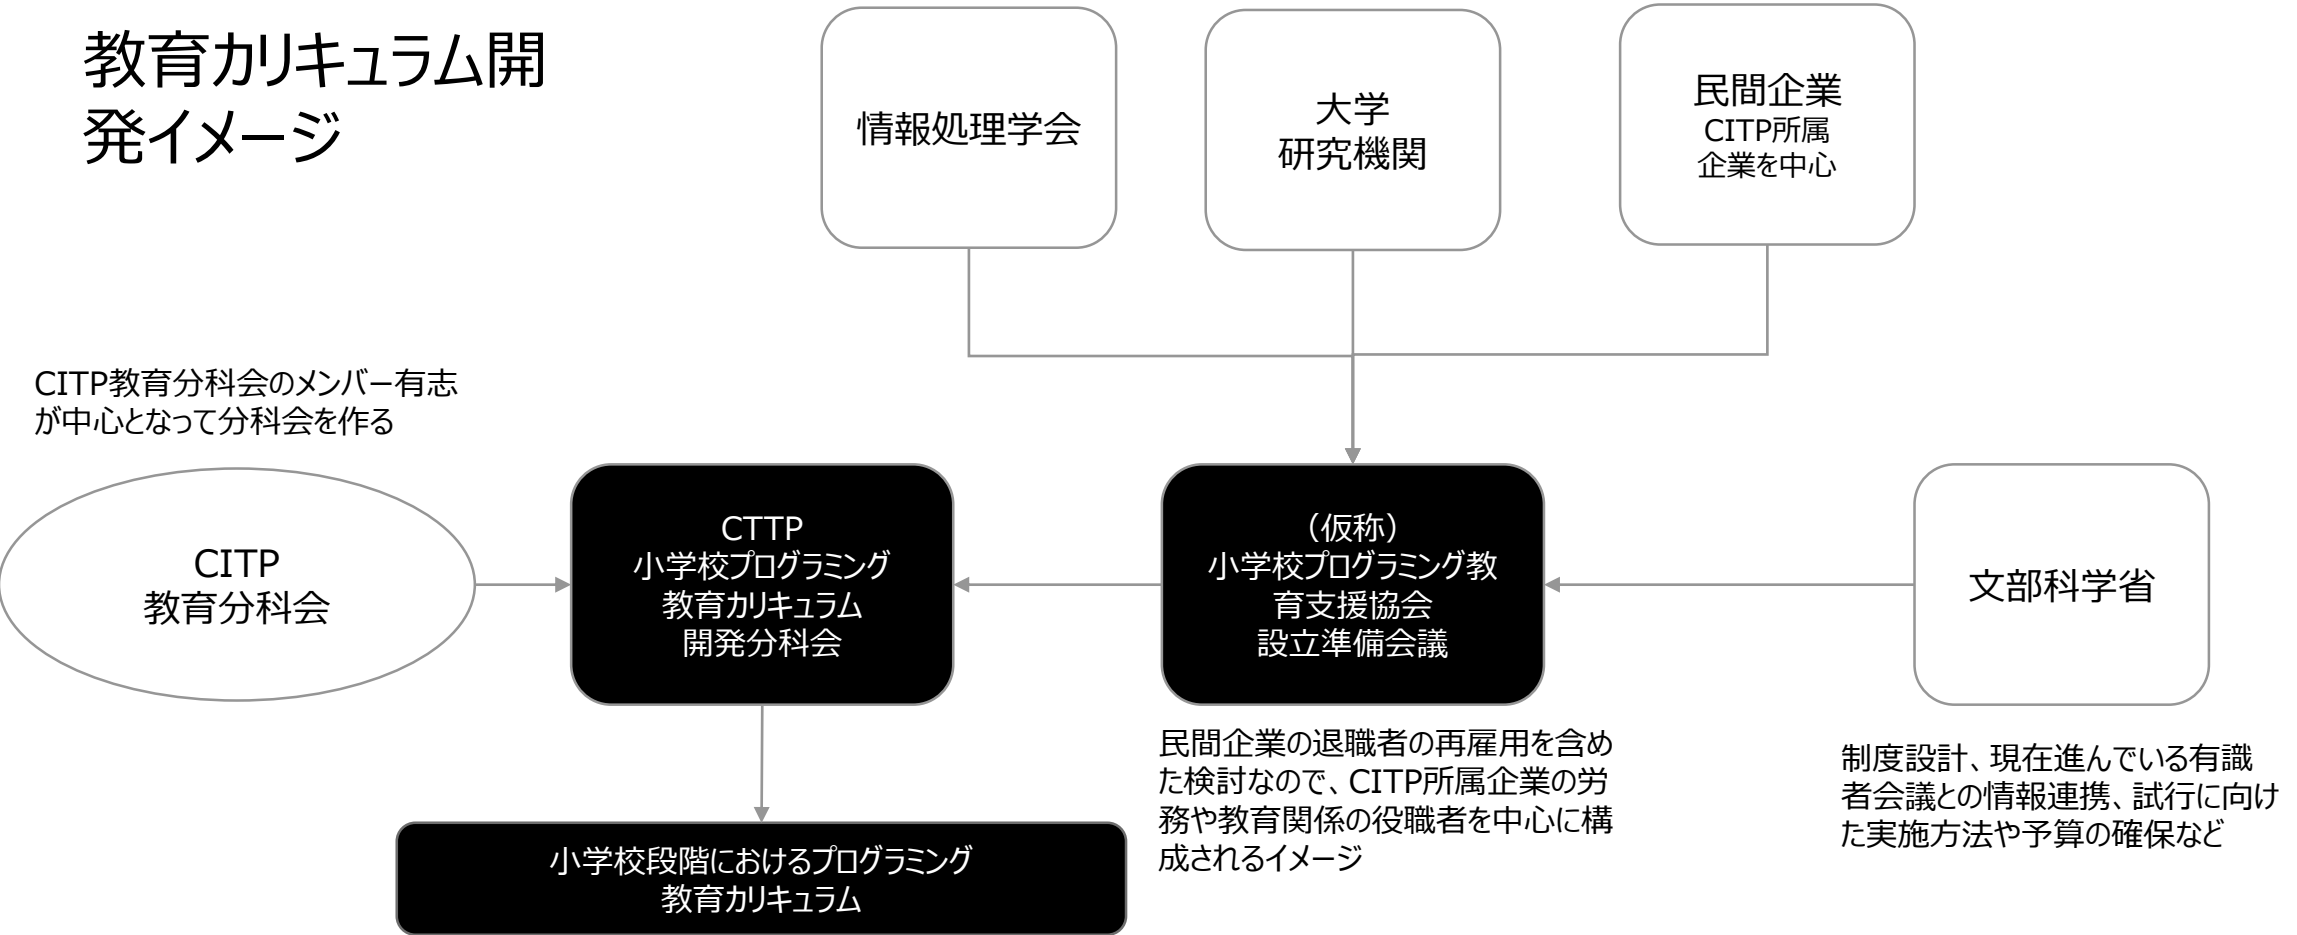 教育カリキュラム開
発イメージ
情報処理学会
大学
研究機関
民間企業
CITP所属
企業を中心
CITP教育分科会のメンバー有志
が中心となって分科会を作る
CITP
教育分科会
CTTP
小学校プログラミング
教育カリキュラム
開発分科会
（仮称）
小学校プログラミング教
育支援協会
設立準備会議
文部科学省
民間企業の退職者の再雇用を含め
た検討なので、CITP所属企業の労
務や教育関係の役職者を中心に構
成されるイメージ
制度設計、現在進んでいる有識
者会議との情報連携、試行に向け
た実施方法や予算の確保など
小学校段階におけるプログラミング
教育カリキュラム